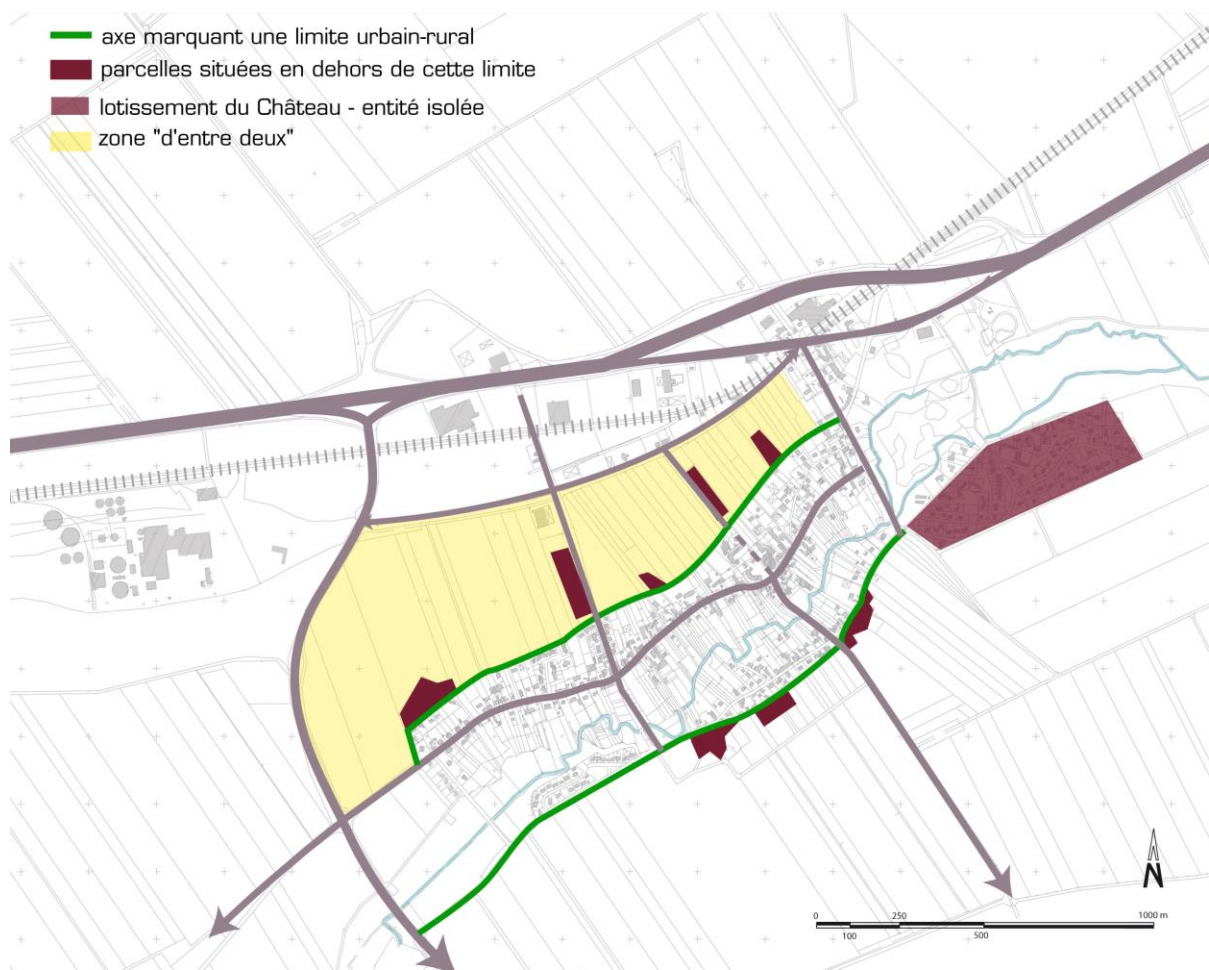 axe marquant une limite urbain-rural
parcelles situées en dehors de cette limite
lotissement du Château - entité isolée
zone "d'entre deux"
N
0 250 1000 m
100 500